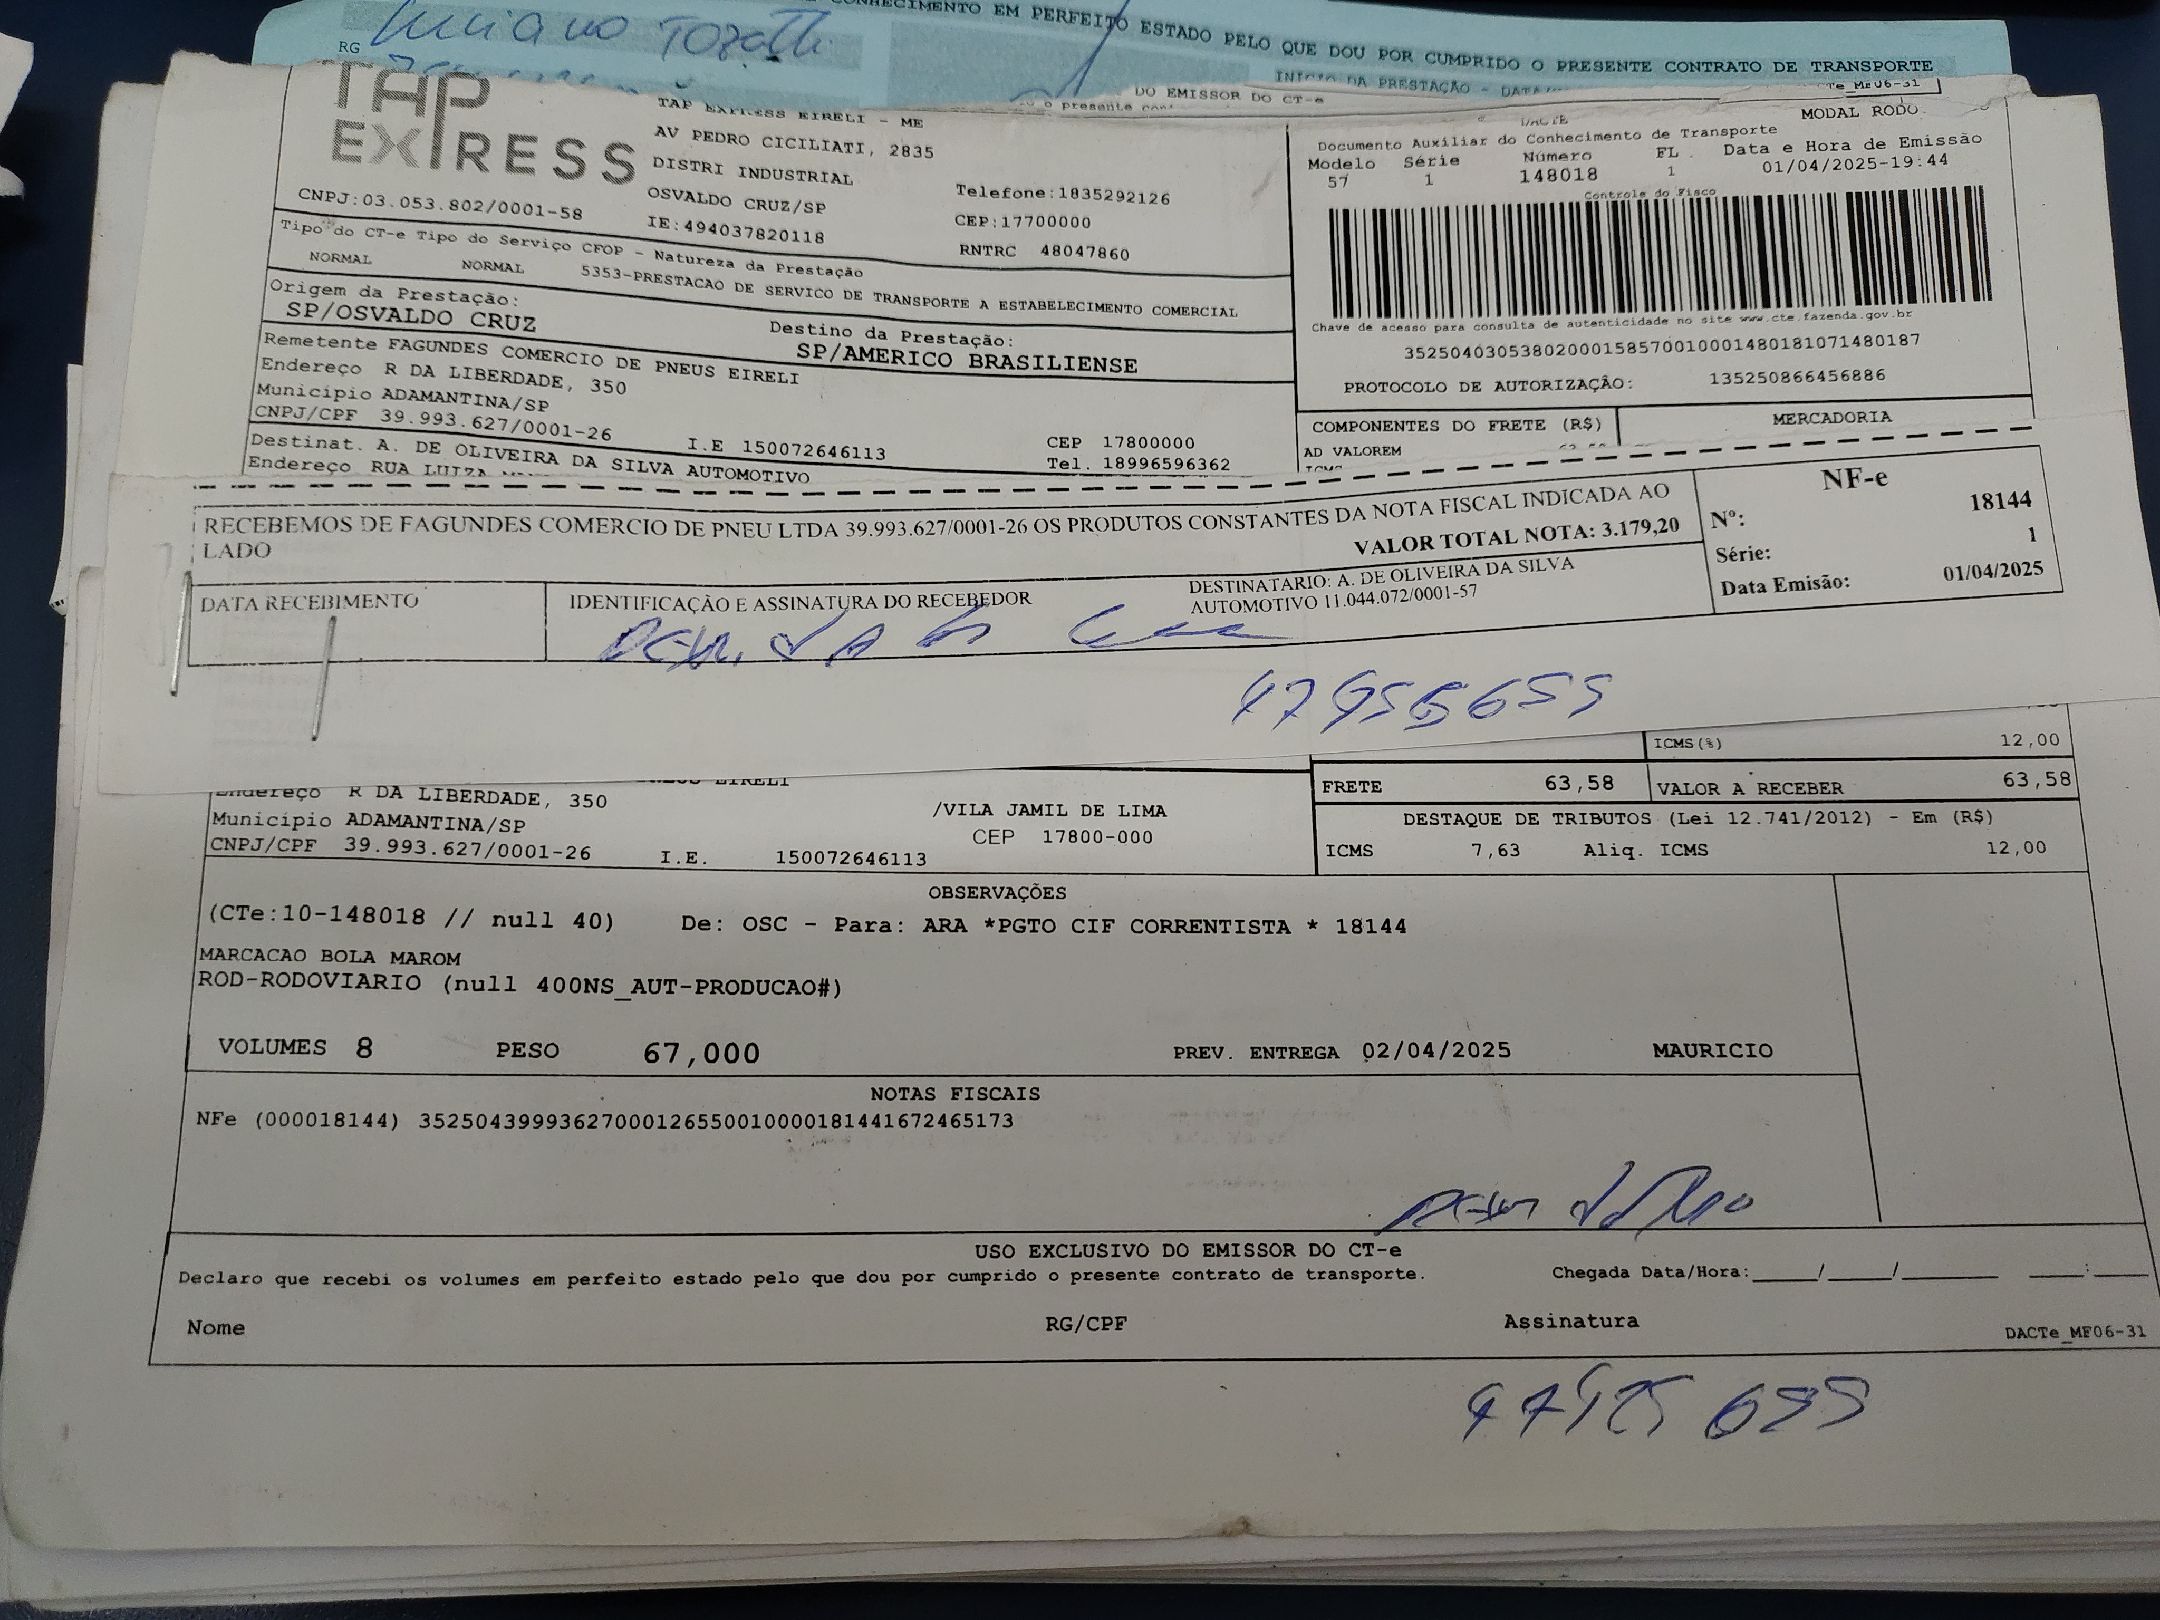 CONHECIMENTO EM PERFEITO ESTADO PELO QUE DOU POR CUMPRIDO O PRESENTE CONTRATO DE TRANSPORTE
RG
INÍCIO DA PRESTAÇÃO - DATA/
DO EMISSOR DO CT-e
TAP EXPRESS
TAP EXPRESS EIRELI - ME
AV PEDRO CICILIATI, 2835
DISTRI INDUSTRIAL
OSVALDO CRUZ/SP
CNPJ:03.053.802/0001-58
IE:494037820118
Telefone:1835292126
CEP:17700000
RNTRC 48047860
DACTE
MODAL RODO
Documento Auxiliar do Conhecimento de Transporte
Modelo Série Número FL. Data e Hora de Emissão
57 1 148018 1 01/04/2025-19:44
Controle do Fisco
Chave de acesso para consulta de autenticidade no site www.cte.fazenda.gov.br
35250403053802000158570010001480181071480187
PROTOCOLO DE AUTORIZAÇÃO: 135250866456886
Tipo do CT-e Tipo do Serviço CFOP - Natureza da Prestação
NORMAL NORMAL 5353-PRESTACAO DE SERVICO DE TRANSPORTE A ESTABELECIMENTO COMERCIAL
Origem da Prestação:
SP/OSVALDO CRUZ
Destino da Prestação:
SP/AMERICO BRASILIENSE
Remetente FAGUNDES COMERCIO DE PNEUS EIRELI
Endereço R DA LIBERDADE, 350
Município ADAMANTINA/SP
CNPJ/CPF 39.993.627/0001-26 I.E 15007264​6113
CEP 17800000
Tel. 18996596362
Destinat. A. DE OLIVEIRA DA SILVA AUTOMOTIVO
Endereço RUA LUIZA
COMPONENTES DO FRETE (R$) MERCADORIA
AD VALOREM
ICMS
RECEBEMOS DE FAGUNDES COMERCIO DE PNEU LTDA 39.993.627/0001-26 OS PRODUTOS CONSTANTES DA NOTA FISCAL INDICADA AO
LADO
VALOR TOTAL NOTA: 3.179,20
NF-e
Nº: 18144
Série: 1
Data Emisão: 01/04/2025
DATA RECEBIMENTO
IDENTIFICAÇÃO E ASSINATURA DO RECEBEDOR
DESTINATARIO: A. DE OLIVEIRA DA SILVA
AUTOMOTIVO 11.044.072/0001-57
ICMS(%) 12,00
FRETE 63,58 VALOR A RECEBER 63,58
EIRELI
Endereço R DA LIBERDADE, 350 /VILA JAMIL DE LIMA
Município ADAMANTINA/SP CEP 17800-000
CNPJ/CPF 39.993.627/0001-26 I.E. 150072646113
DESTAQUE DE TRIBUTOS (Lei 12.741/2012) - Em (R$)
ICMS 7,63 Aliq. ICMS 12,00
OBSERVAÇÕES
(CTe:10-148018 // null 40) De: OSC - Para: ARA *PGTO CIF CORRENTISTA * 18144
MARCACAO BOLA MAROM
ROD-RODOVIARIO (null 400NS_AUT-PRODUCAO#)
VOLUMES 8 PESO 67,000 PREV. ENTREGA 02/04/2025 MAURICIO
NOTAS FISCAIS
NFe (000018144) 35250439993627000126550010000181441672465173
USO EXCLUSIVO DO EMISSOR DO CT-e
Declaro que recebi os volumes em perfeito estado pelo que dou por cumprido o presente contrato de transporte. Chegada Data/Hora:____/____/______ ___:___
Nome RG/CPF Assinatura
DACTe_MF06-31